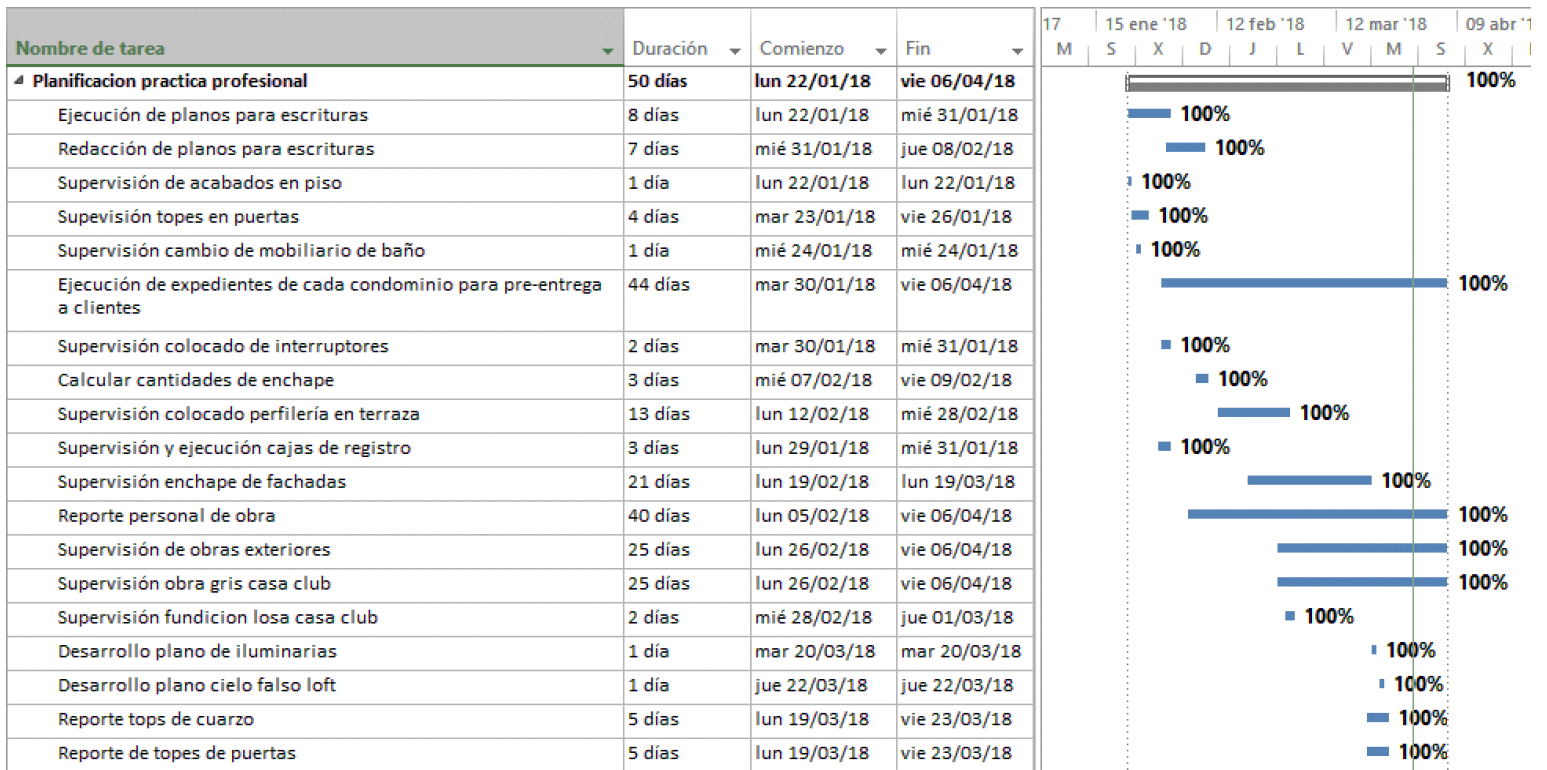 17 15 ene '18 12 feb '18 12 mar '18 09 abr '1
Nombre de tarea Duración Comienzo Fin M S X D J L V M S X
Planificacion practica profesional 50 días lun 22/01/18 vie 06/04/18 100%
Ejecución de planos para escrituras 8 días lun 22/01/18 mié 31/01/18 100%
Redacción de planos para escrituras 7 días mié 31/01/18 jue 08/02/18 100%
Supervisión de acabados en piso 1 día lun 22/01/18 lun 22/01/18 100%
Supevisión topes en puertas 4 días mar 23/01/18 vie 26/01/18 100%
Supervisión cambio de mobiliario de baño 1 día mié 24/01/18 mié 24/01/18 100%
Ejecución de expedientes de cada condominio para pre-entrega 44 días mar 30/01/18 vie 06/04/18 100%
a clientes
Supervisión colocado de interruptores 2 días mar 30/01/18 mié 31/01/18 100%
Calcular cantidades de enchape 3 días mié 07/02/18 vie 09/02/18 100%
Supervisión colocado perfilería en terraza 13 días lun 12/02/18 mié 28/02/18 100%
Supervisión y ejecución cajas de registro 3 días lun 29/01/18 mié 31/01/18 100%
Supervisión enchape de fachadas 21 días lun 19/02/18 lun 19/03/18 100%
Reporte personal de obra 40 días lun 05/02/18 vie 06/04/18 100%
Supervisión de obras exteriores 25 días lun 26/02/18 vie 06/04/18 100%
Supervisión obra gris casa club 25 días lun 26/02/18 vie 06/04/18 100%
Supervisión fundicion losa casa club 2 días mié 28/02/18 jue 01/03/18 100%
Desarrollo plano de iluminarias 1 día mar 20/03/18 mar 20/03/18 100%
Desarrollo plano cielo falso loft 1 día jue 22/03/18 jue 22/03/18 100%
Reporte tops de cuarzo 5 días lun 19/03/18 vie 23/03/18 100%
Reporte de topes de puertas 5 días lun 19/03/18 vie 23/03/18 100%